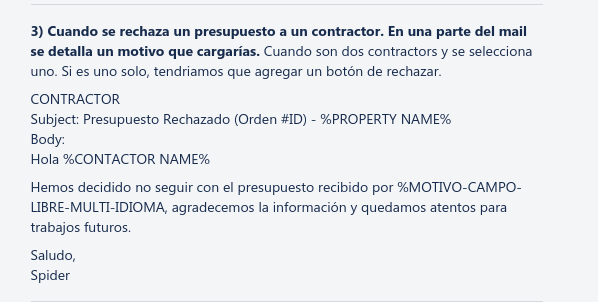 3) Cuando se rechaza un presupuesto a un contractor. En una parte del mail
se detalla un motivo que cargarías. Cuando son dos contractors y se selecciona
uno. Si es uno solo, tendriamos que agregar un botón de rechazar.
CONTRACTOR
Subject: Presupuesto Rechazado (Orden #ID) - %PROPERTY NAME%
Body:
Hola %CONTACTOR NAME%
Hemos decidido no seguir con el presupuesto recibido por %MOTIVO-CAMPO-
LIBRE-MULTI-IDIOMA, agradecemos la información y quedamos atentos para
trabajos futuros.
Saludo,
Spider